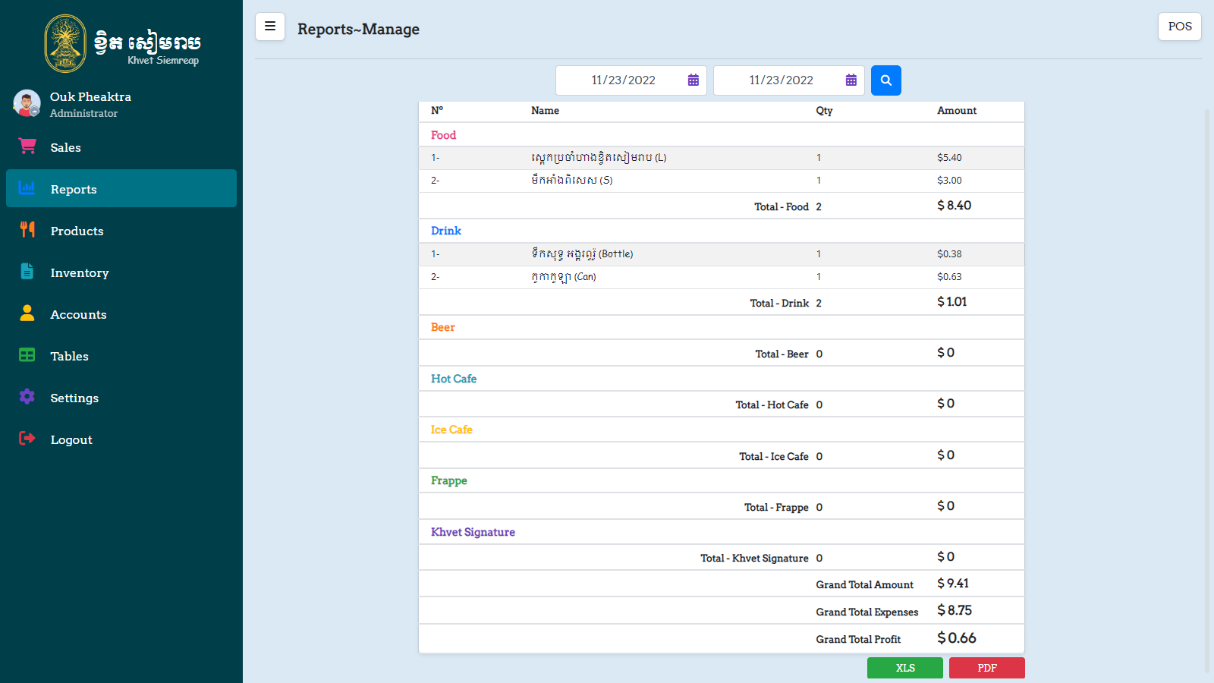 ខ្វិត សៀមរាប
Khvet Siemreap
Ouk Pheaktra
Administrator
Sales
Reports
Products
Inventory
Accounts
Tables
Settings
Logout
Reports~Manage
POS
11/23/2022 11/23/2022
Nº Name Qty Amount
Food
1- ស្តេកប្រចាំហាងខ្វិតសៀមរាប (L) 1 $5.40
2- មឹកអាំងពិសេស (S) 1 $3.00
Total - Food 2 $ 8.40
Drink
1- ទឹកសុទ្ធ អង្គរពួរ៉ូ (Bottle) 1 $0.38
2- កូកាកូឡា (Can) 1 $0.63
Total - Drink 2 $ 1.01
Beer
Total - Beer 0 $ 0
Hot Cafe
Total - Hot Cafe 0 $ 0
Ice Cafe
Total - Ice Cafe 0 $ 0
Frappe
Total - Frappe 0 $ 0
Khvet Signature
Total - Khvet Signature 0 $ 0
Grand Total Amount $ 9.41
Grand Total Expenses $ 8.75
Grand Total Profit $ 0.66
XLS PDF